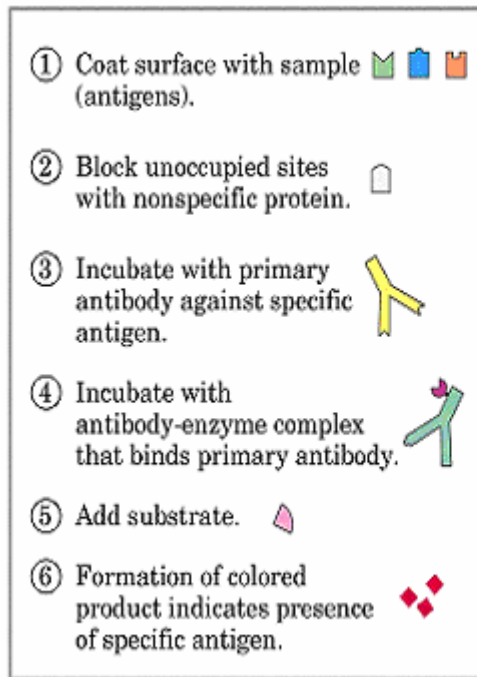 ① Coat surface with sample
(antigens).
② Block unoccupied sites
with nonspecific protein.
③ Incubate with primary
antibody against specific
antigen.
④ Incubate with
antibody-enzyme complex
that binds primary antibody.
⑤ Add substrate.
⑥ Formation of colored
product indicates presence
of specific antigen.